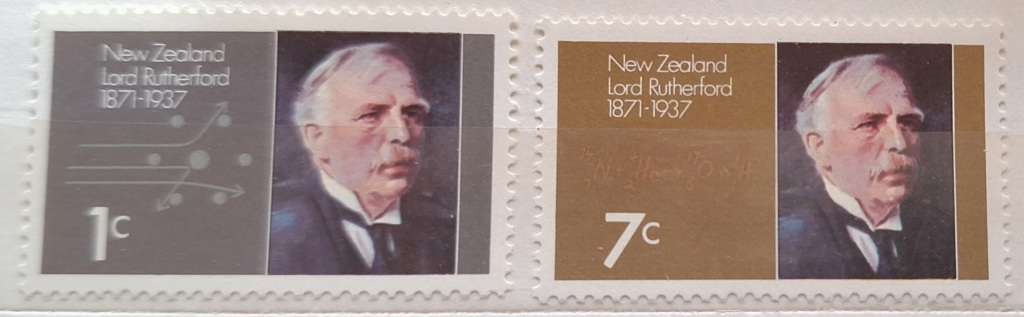 New Zealand
Lord Rutherford
1871-1937
1c
New Zealand
Lord Rutherford
1871-1937
7c